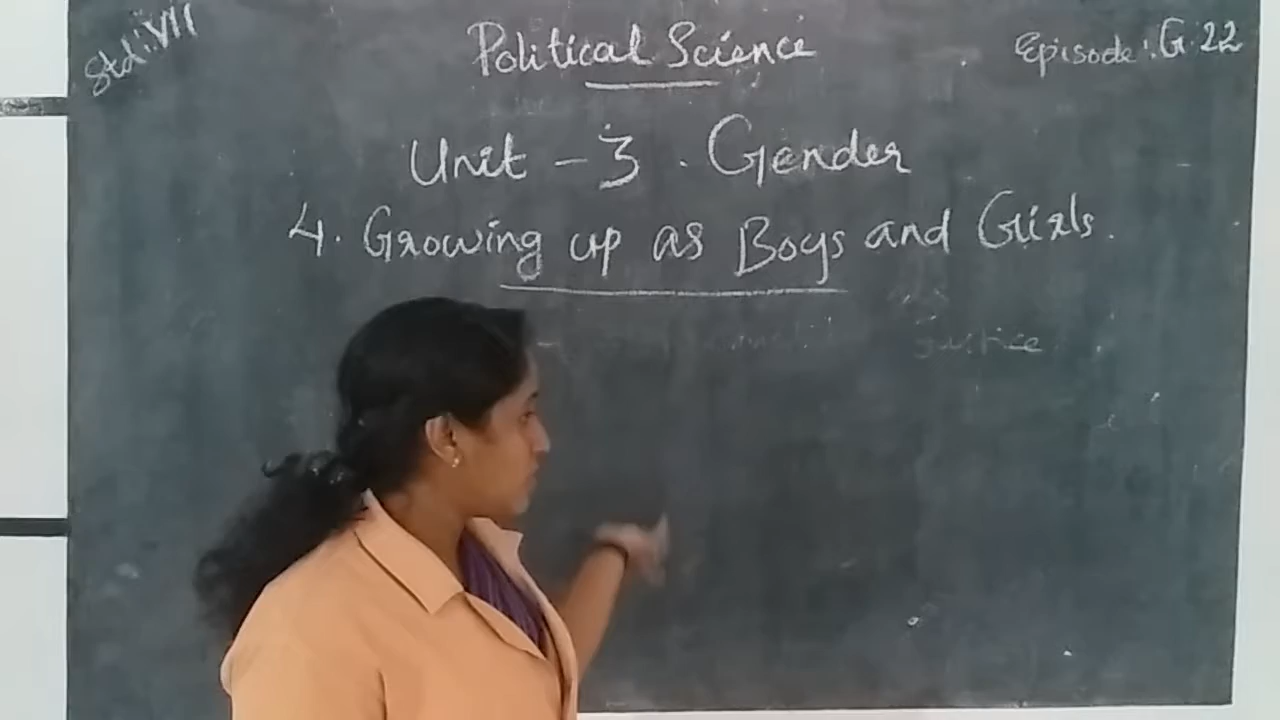 Std: VII
Political Science
Episode: G.22
Unit - 3. Gender
4. Growing up as Boys and Girls.
Justice